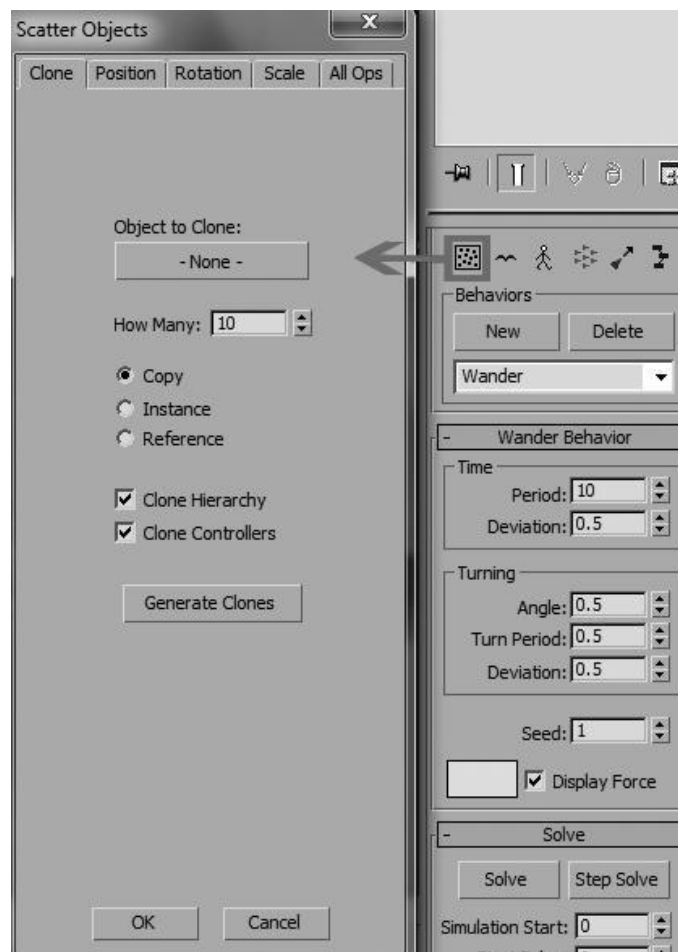 Scatter Objects
Clone Position Rotation Scale All Ops
Object to Clone:
- None -
How Many: 10
Copy
Instance
Reference
Clone Hierarchy
Clone Controllers
Generate Clones
OK Cancel
Behaviors
New Delete
Wander
- Wander Behavior
Time
Period: 10
Deviation: 0.5
Turning
Angle: 0.5
Turn Period: 0.5
Deviation: 0.5
Seed: 1
Display Force
- Solve
Solve Step Solve
Simulation Start: 0